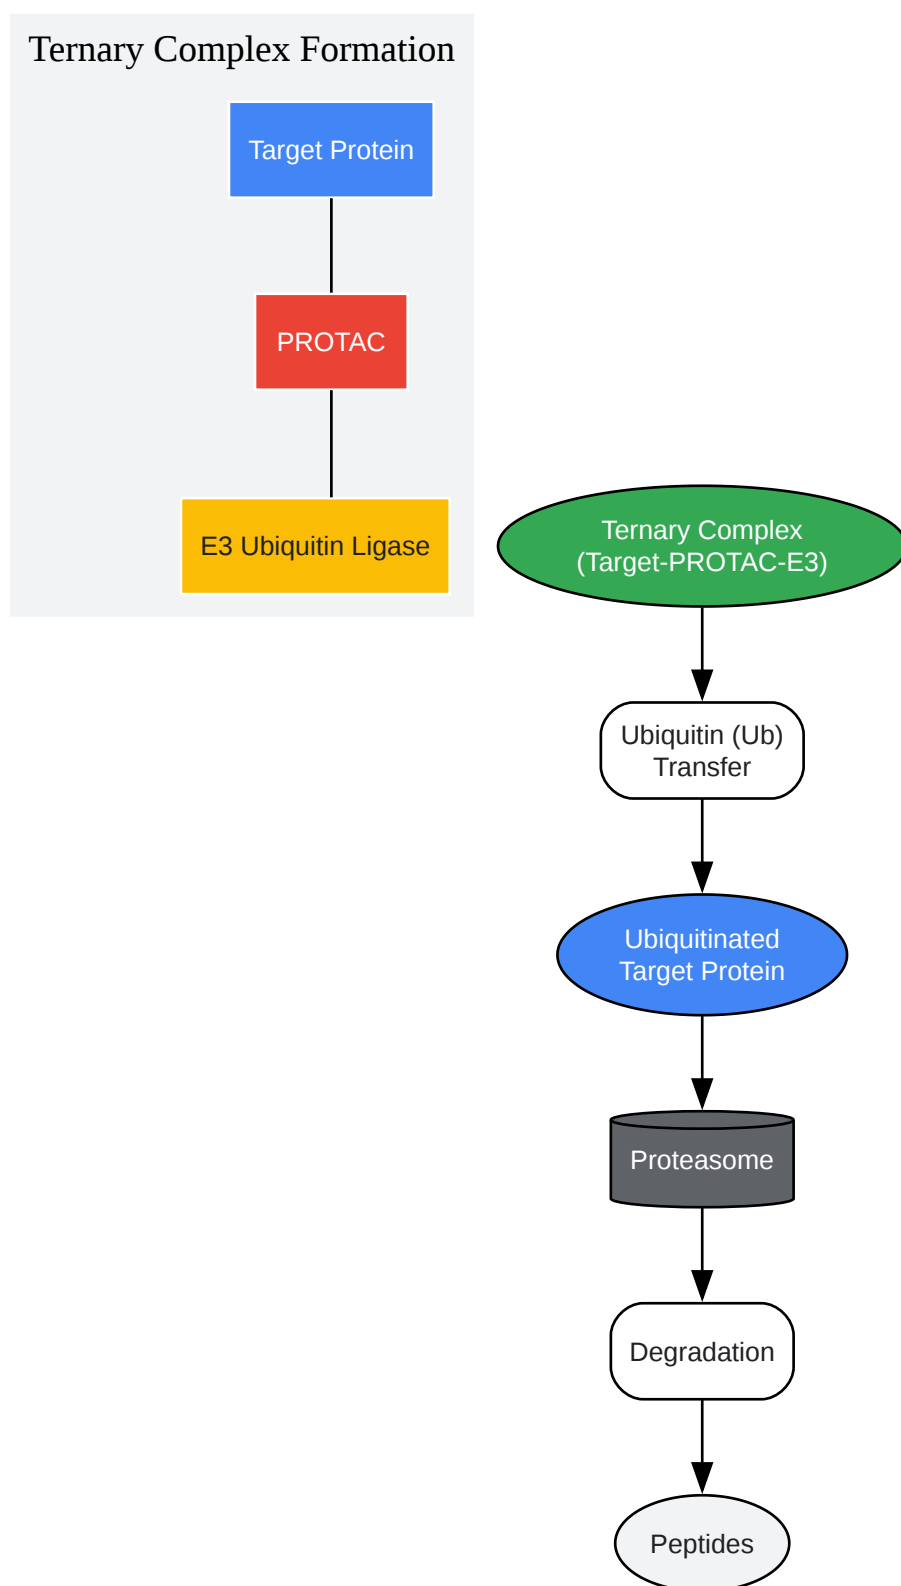 Ternary Complex Formation
Target Protein
PROTAC
E3 Ubiquitin Ligase
Ternary Complex
(Target-PROTAC-E3)
Ubiquitin (Ub)
Transfer
Ubiquitinated
Target Protein
Proteasome
Degradation
Peptides